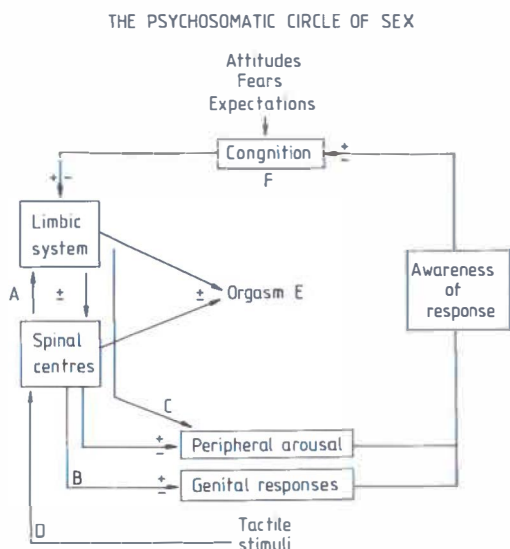 THE PSYCHOSOMATIC CIRCLE OF SEX
Attitudes
Fears
Expectations
Congnition
F
±
+ -
Limbic
system
A
±
Spinal
centres
± Orgasm E
Awareness
of
response
C
± Peripheral arousal
B
± Genital responses
D
Tactile
stimuli